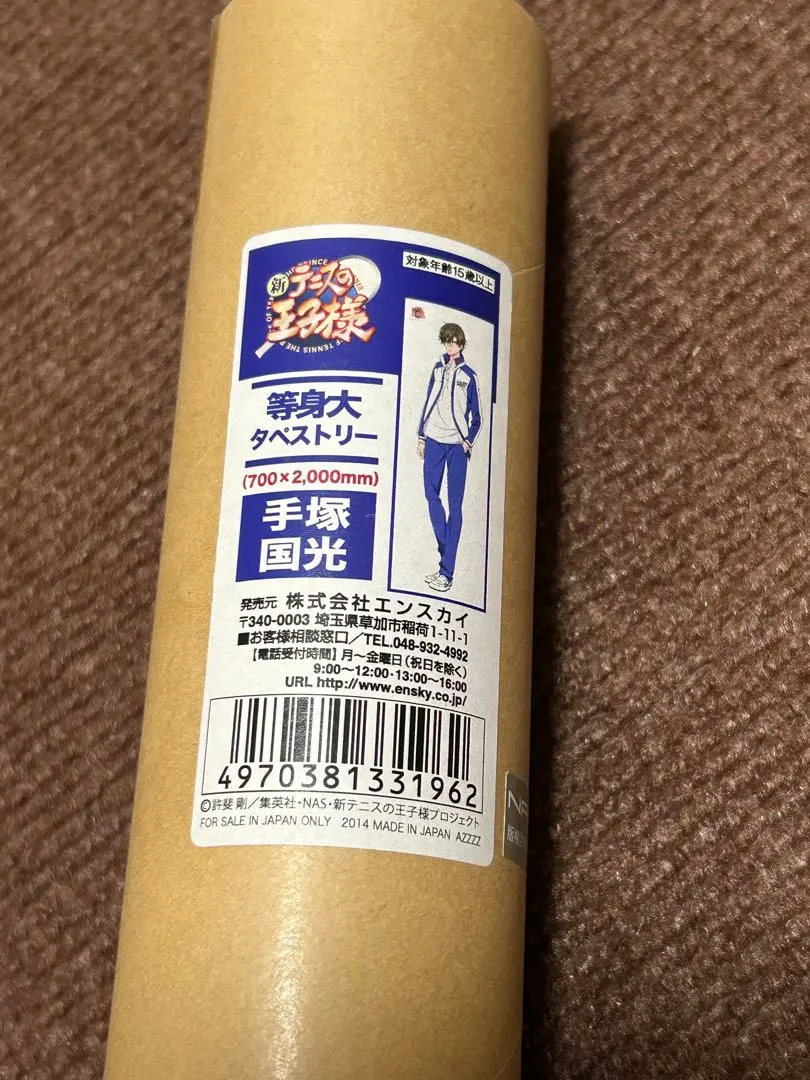 対象年齢15歳以上
新テニスの
王子様
等身大
タペストリー
(700×2,000mm)
手塚
国光
発売元 株式会社エンスカイ
〒340-0003 埼玉県草加市稲荷1-11-1
■お客様相談窓口/TEL.048-932-4992
【電話受付時間】月~金曜日(祝日を除く)
9:00~12:00・13:00~16:00
URL http://www.ensky.co.jp/
4970381331962
©許斐 剛/集英社・NAS・新テニスの王子様プロジェクト
FOR SALE IN JAPAN ONLY 2014 MADE IN JAPAN AZZZZ